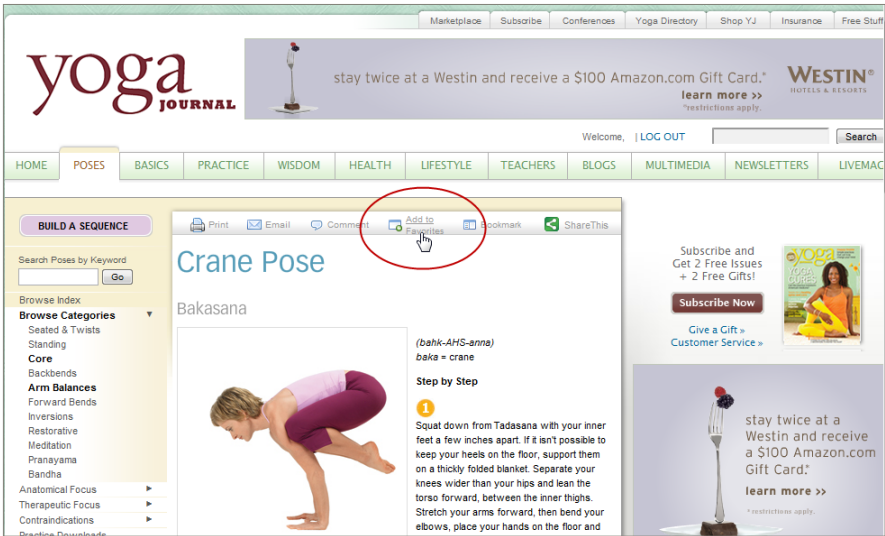 Marketplace Subscribe Conferences Yoga Directory Shop YJ Insurance Free Stuff
yoga
JOURNAL
stay twice at a Westin and receive a $100 Amazon.com Gift Card.*
learn more >>
*restrictions apply.
WESTIN®
HOTELS & RESORTS
Welcome, | LOG OUT Search
HOME POSES BASICS PRACTICE WISDOM HEALTH LIFESTYLE TEACHERS BLOGS MULTIMEDIA NEWSLETTERS LIVEMAG
BUILD A SEQUENCE
Search Poses by Keyword
Go
Browse Index
Browse Categories
Seated & Twists
Standing
Core
Backbends
Arm Balances
Forward Bends
Inversions
Restorative
Meditation
Pranayama
Bandha
Anatomical Focus
Therapeutic Focus
Contraindications
Practice Downloads
Print Email Comment Add to Favorites Bookmark ShareThis
Crane Pose
Bakasana
(bahk-AHS-anna)
baka = crane
Step by Step
1
Squat down from Tadasana with your inner
feet a few inches apart. If it isn't possible to
keep your heels on the floor, support them
on a thickly folded blanket. Separate your
knees wider than your hips and lean the
torso forward, between the inner thighs.
Stretch your arms forward, then bend your
elbows, place your hands on the floor and
Subscribe and
Get 2 Free Issues
+ 2 Free Gifts!
Subscribe Now
Give a Gift »
Customer Service »
yoga
YOGA
CURES
stay twice at a
Westin and receive
a $100 Amazon.com
Gift Card.*
learn more >>
*restrictions apply.